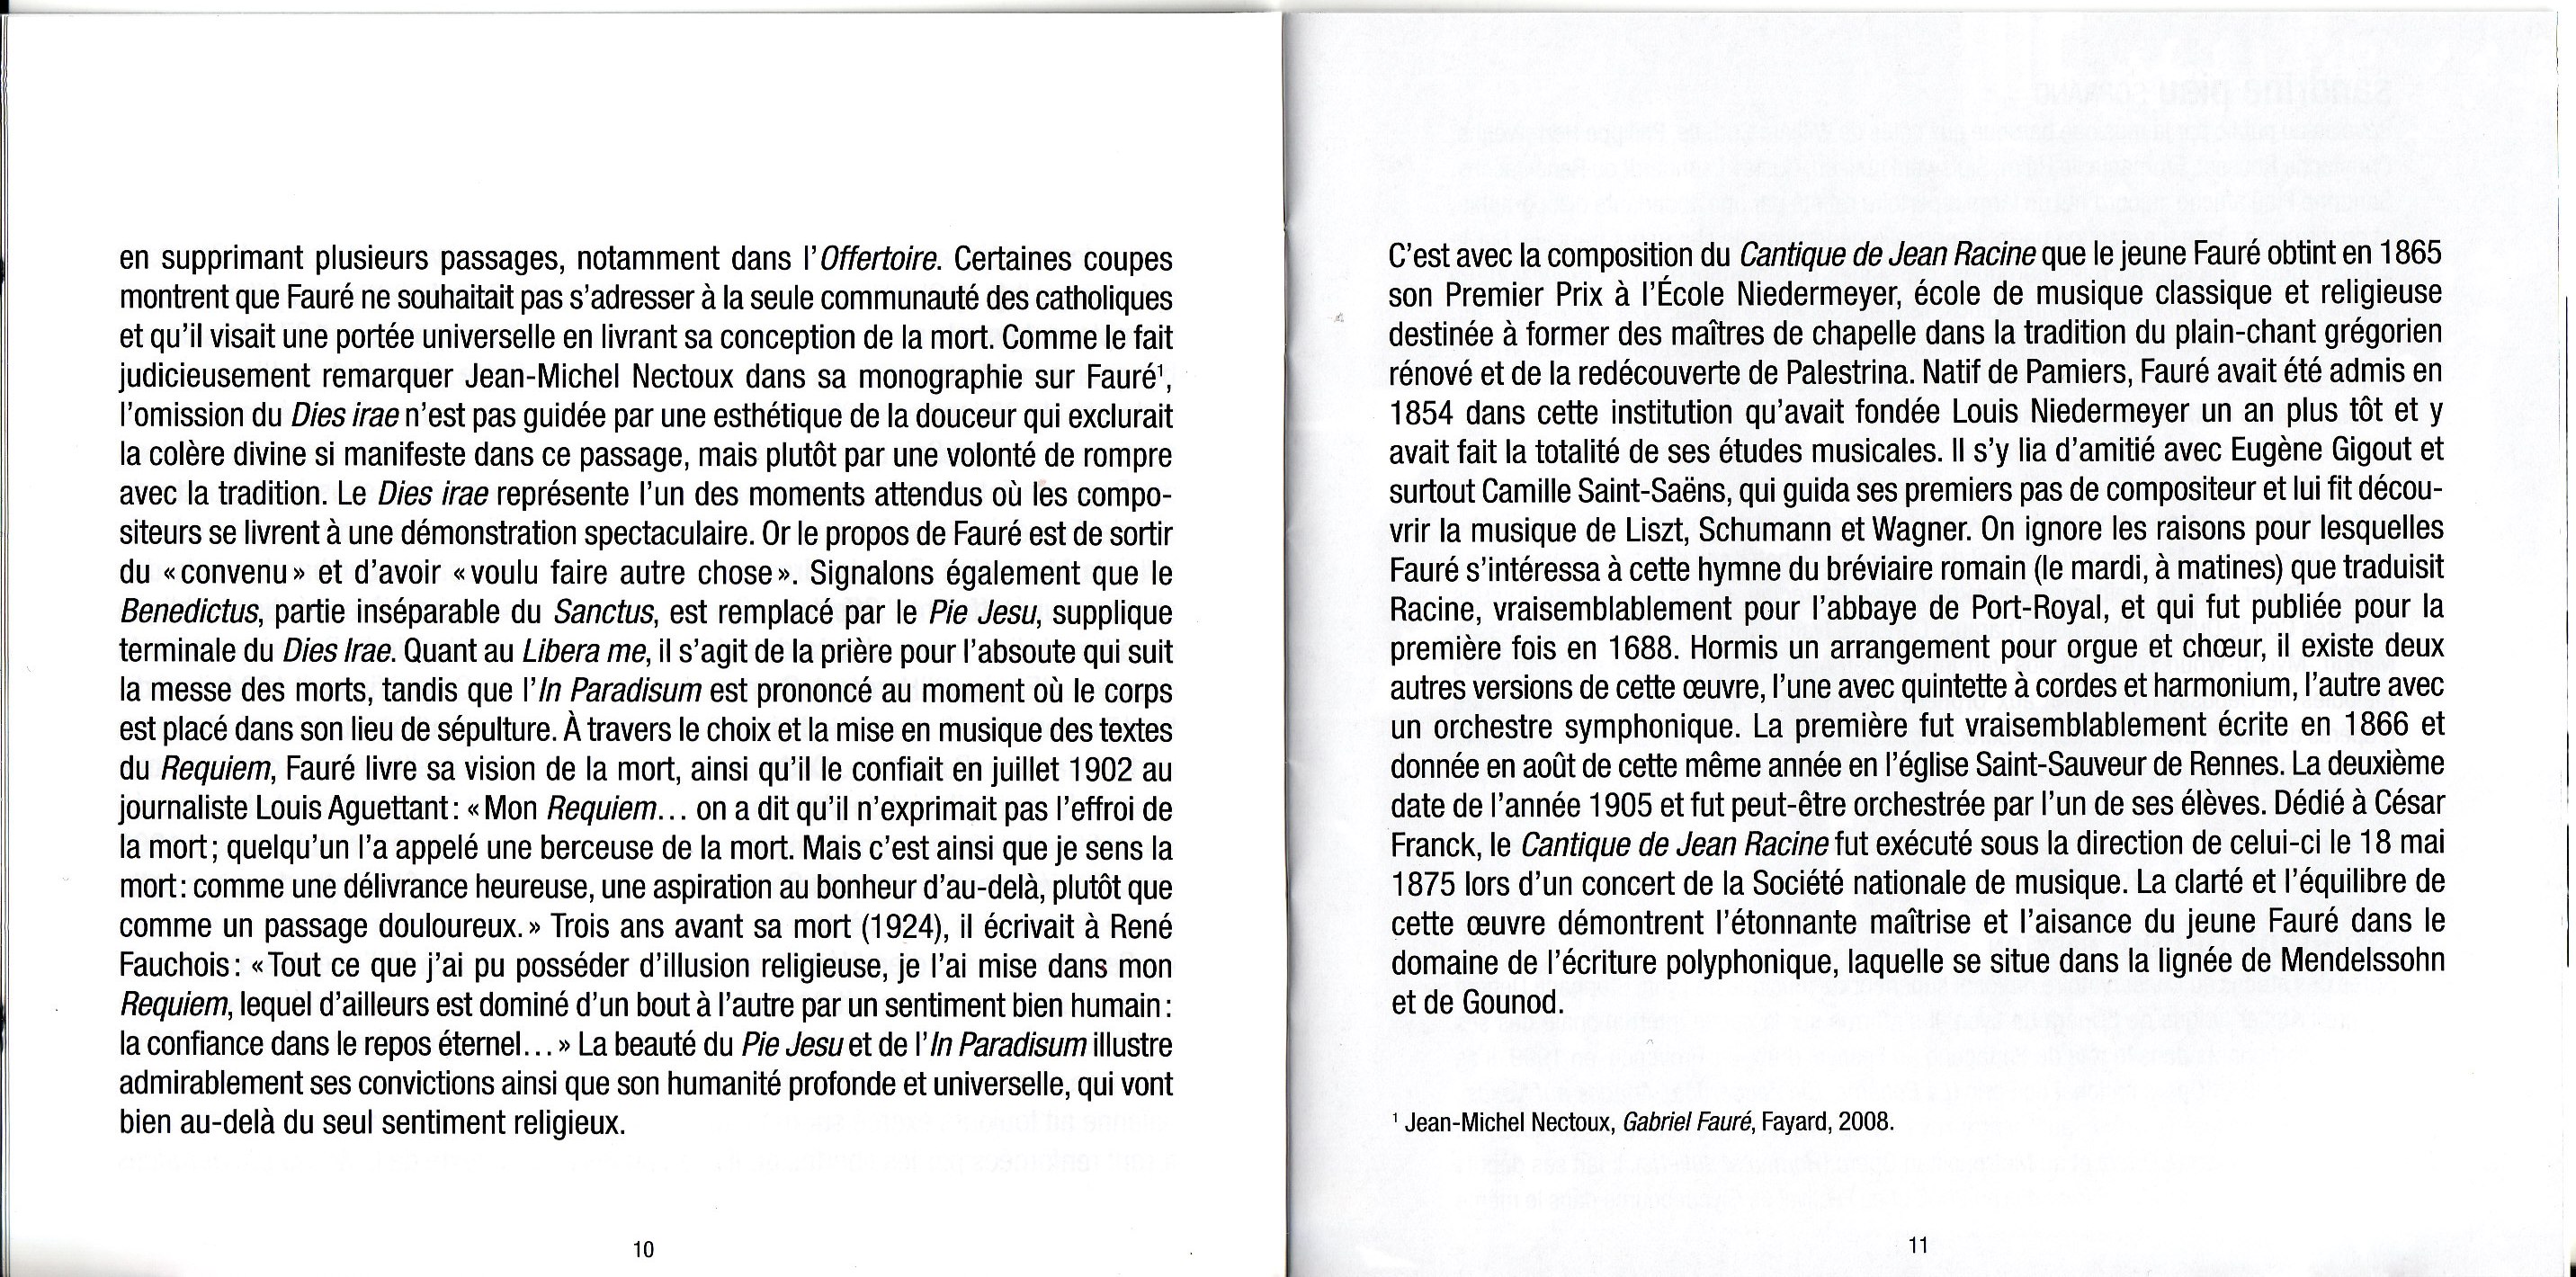 en supprimant plusieurs passages, notamment dans l'Offertoire. Certaines coupes
montrent que Fauré ne souhaitait pas s'adresser à la seule communauté des catholiques
et qu'il visait une portée universelle en livrant sa conception de la mort. Comme le fait
judicieusement remarquer Jean-Michel Nectoux dans sa monographie sur Fauré¹,
l'omission du Dies irae n'est pas guidée par une esthétique de la douceur qui exclurait
la colère divine si manifeste dans ce passage, mais plutôt par une volonté de rompre
avec la tradition. Le Dies irae représente l'un des moments attendus où les compo-
siteurs se livrent à une démonstration spectaculaire. Or le propos de Fauré est de sortir
du «convenu» et d'avoir «voulu faire autre chose». Signalons également que le
Benedictus, partie inséparable du Sanctus, est remplacé par le Pie Jesu, supplique
terminale du Dies Irae. Quant au Libera me, il s'agit de la prière pour l'absoute qui suit
la messe des morts, tandis que l'In Paradisum est prononcé au moment où le corps
est placé dans son lieu de sépulture. À travers le choix et la mise en musique des textes
du Requiem, Fauré livre sa vision de la mort, ainsi qu'il le confiait en juillet 1902 au
journaliste Louis Aguettant: «Mon Requiem... on a dit qu'il n'exprimait pas l'effroi de
la mort; quelqu'un l'a appelé une berceuse de la mort. Mais c'est ainsi que je sens la
mort: comme une délivrance heureuse, une aspiration au bonheur d'au-delà, plutôt que
comme un passage douloureux.» Trois ans avant sa mort (1924), il écrivait à René
Fauchois: «Tout ce que j'ai pu posséder d'illusion religieuse, je l'ai mise dans mon
Requiem, lequel d'ailleurs est dominé d'un bout à l'autre par un sentiment bien humain:
la confiance dans le repos éternel...» La beauté du Pie Jesu et de l'In Paradisum illustre
admirablement ses convictions ainsi que son humanité profonde et universelle, qui vont
bien au-delà du seul sentiment religieux.
10
C'est avec la composition du Cantique de Jean Racine que le jeune Fauré obtint en 1865
son Premier Prix à l'École Niedermeyer, école de musique classique et religieuse
destinée à former des maîtres de chapelle dans la tradition du plain-chant grégorien
rénové et de la redécouverte de Palestrina. Natif de Pamiers, Fauré avait été admis en
1854 dans cette institution qu'avait fondée Louis Niedermeyer un an plus tôt et y
avait fait la totalité de ses études musicales. Il s'y lia d'amitié avec Eugène Gigout et
surtout Camille Saint-Saëns, qui guida ses premiers pas de compositeur et lui fit décou-
vrir la musique de Liszt, Schumann et Wagner. On ignore les raisons pour lesquelles
Fauré s'intéressa à cette hymne du bréviaire romain (le mardi, à matines) que traduisit
Racine, vraisemblablement pour l'abbaye de Port-Royal, et qui fut publiée pour la
première fois en 1688. Hormis un arrangement pour orgue et chœur, il existe deux
autres versions de cette œuvre, l'une avec quintette à cordes et harmonium, l'autre avec
un orchestre symphonique. La première fut vraisemblablement écrite en 1866 et
donnée en août de cette même année en l'église Saint-Sauveur de Rennes. La deuxième
date de l'année 1905 et fut peut-être orchestrée par l'un de ses élèves. Dédié à César
Franck, le Cantique de Jean Racine fut exécuté sous la direction de celui-ci le 18 mai
1875 lors d'un concert de la Société nationale de musique. La clarté et l'équilibre de
cette œuvre démontrent l'étonnante maîtrise et l'aisance du jeune Fauré dans le
domaine de l'écriture polyphonique, laquelle se situe dans la lignée de Mendelssohn
et de Gounod.
¹ Jean-Michel Nectoux, Gabriel Fauré, Fayard, 2008.
11